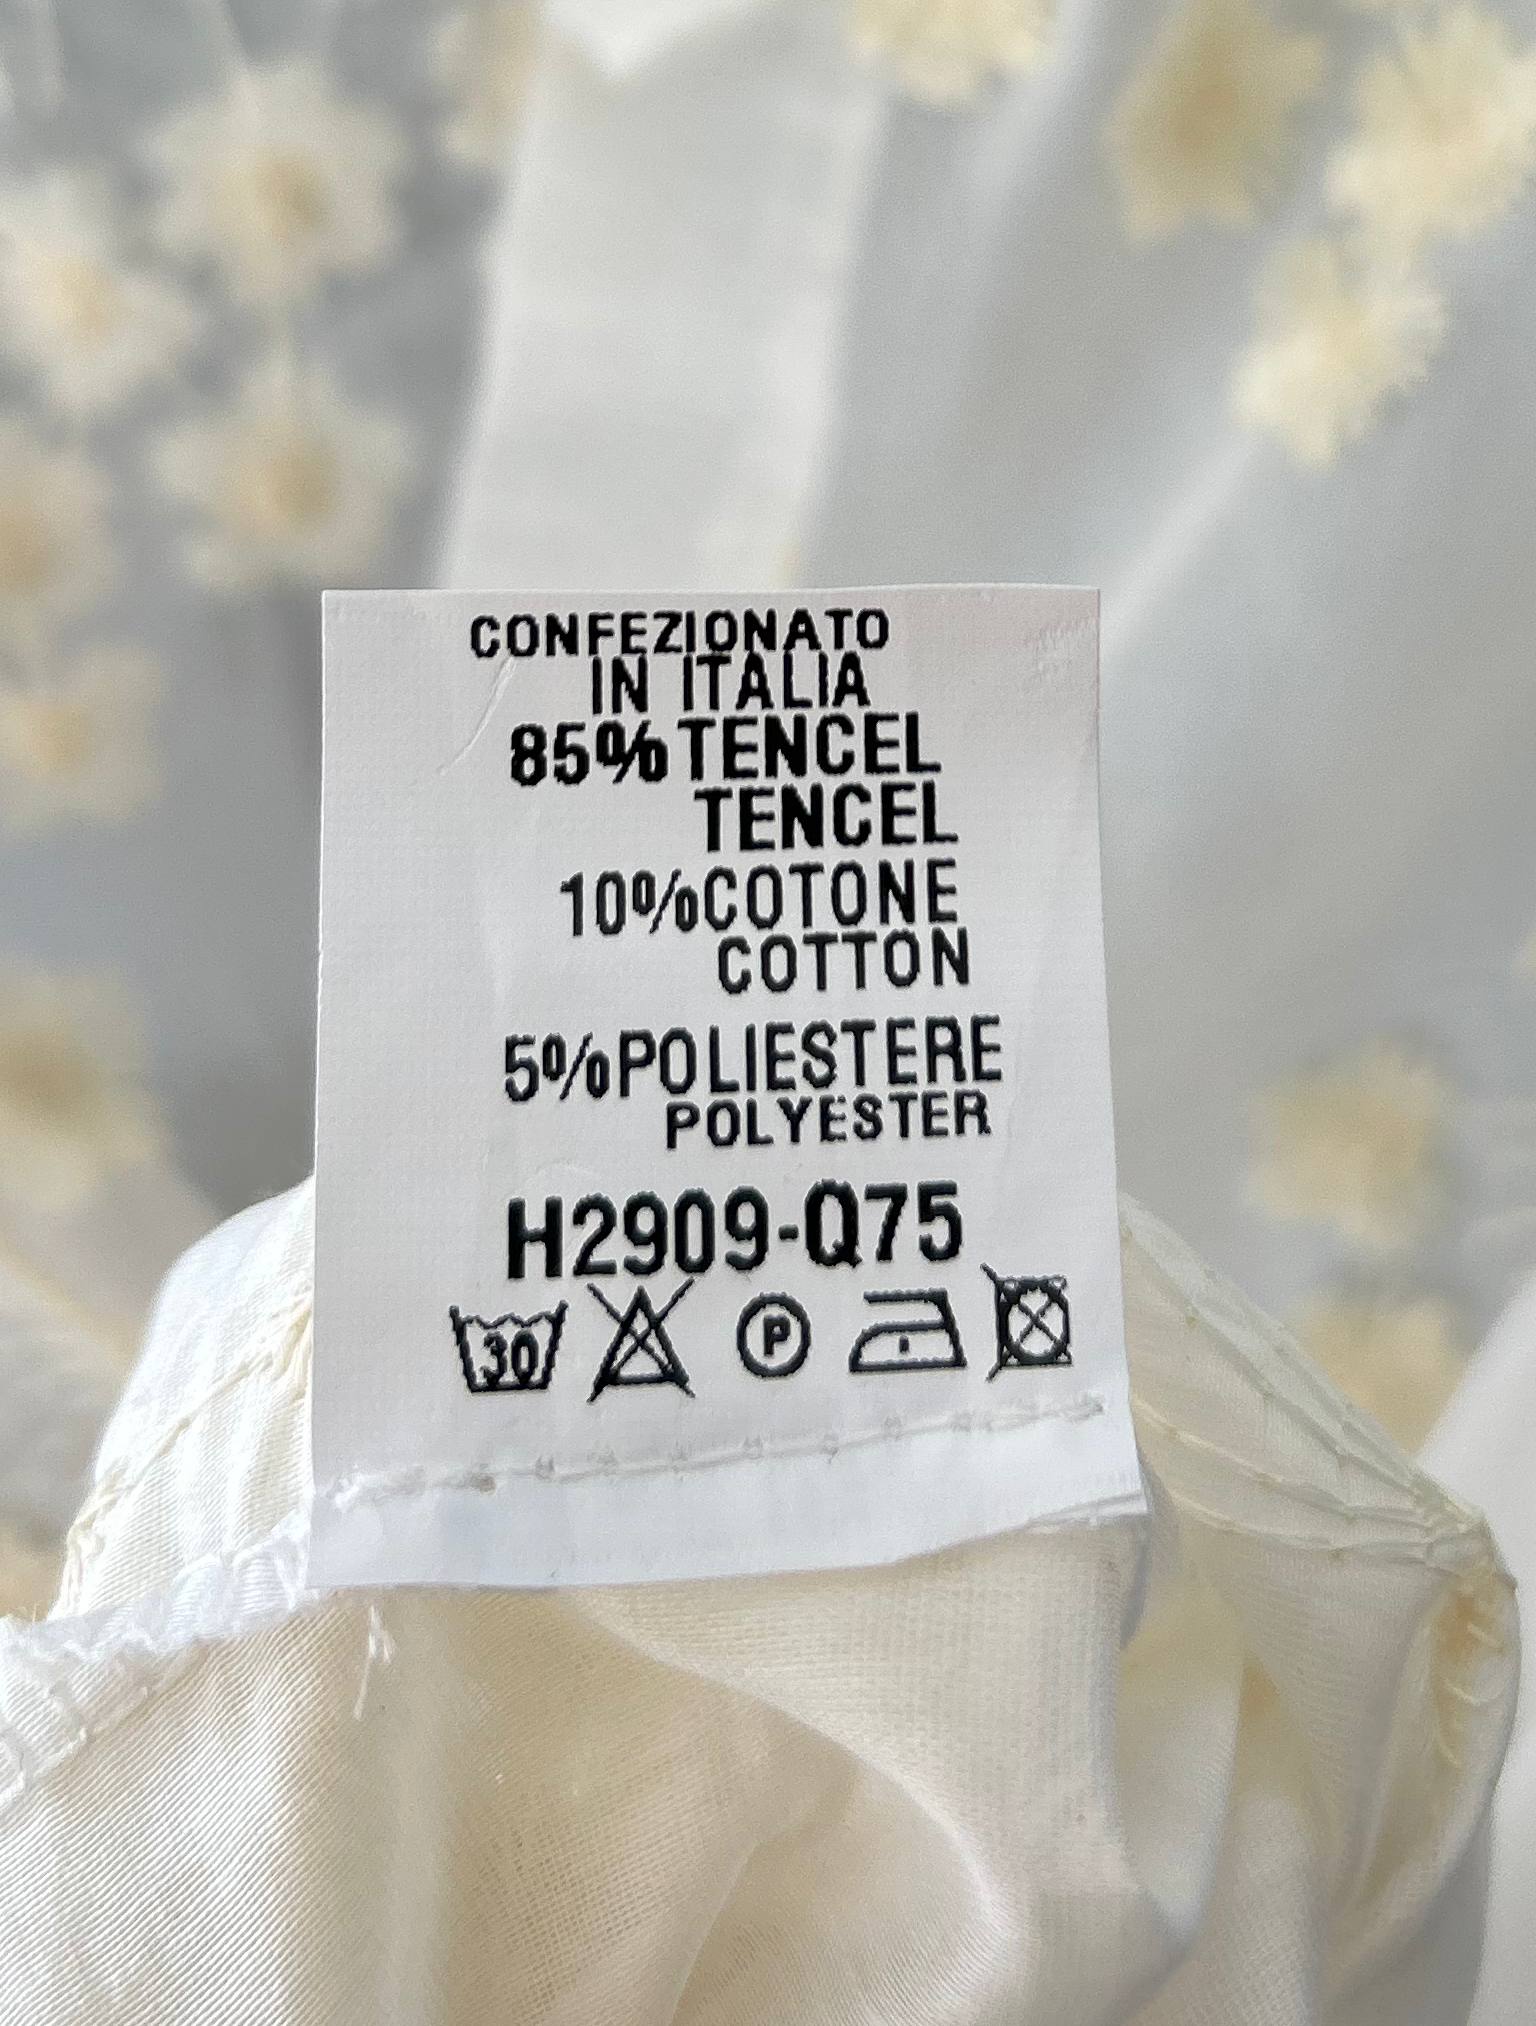 CONFEZIONATO
IN ITALIA
85% TENCEL
TENCEL
10% COTONE
COTTON
5% POLIESTERE
POLYESTER
H2909-Q75
30 P